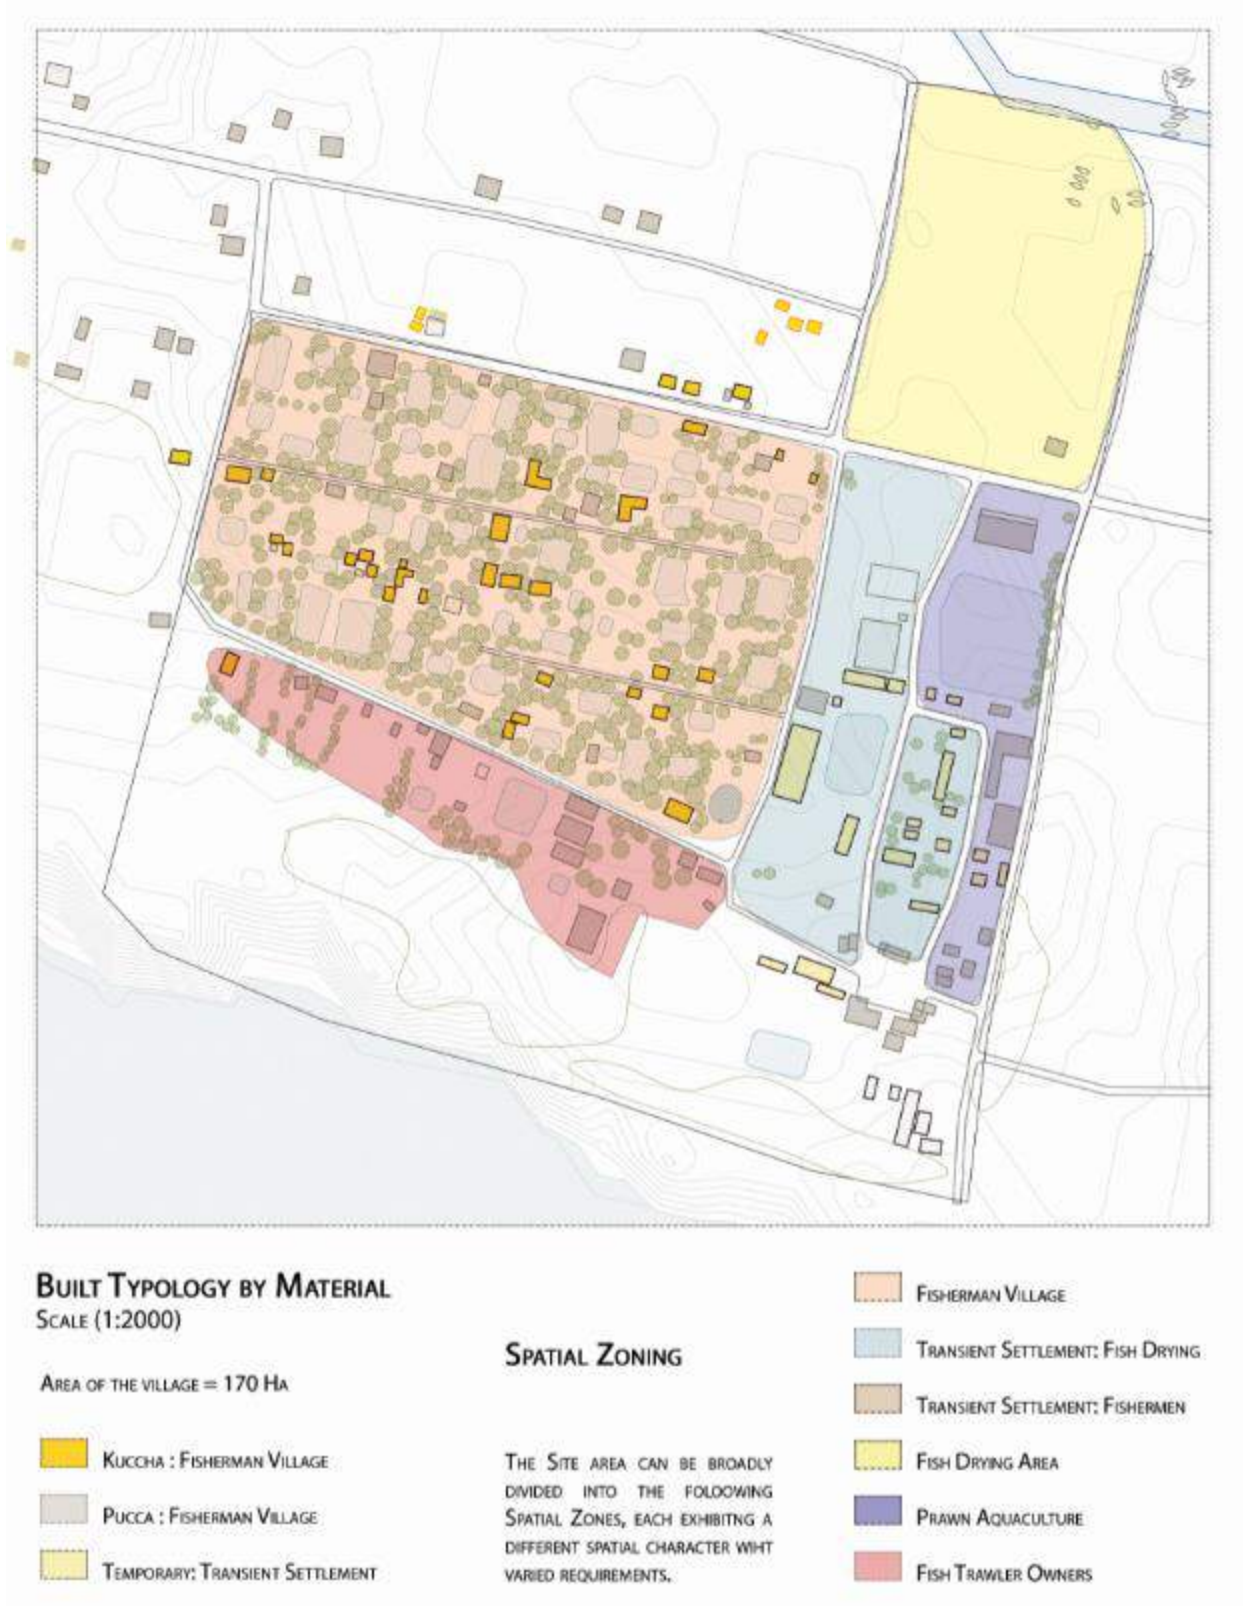 Built Typology by Material
Scale (1:2000)
Area of the village = 170 Ha
Kuccha : Fisherman Village
Pucca : Fisherman Village
Temporary: Transient Settlement
Spatial Zoning
The Site area can be broadly
divided into the foloowing
Spatial Zones, each exhibitng a
different spatial character wiht
varied requirements.
Fisherman Village
Transient Settlement: Fish Drying
Transient Settlement: Fishermen
Fish Drying Area
Prawn Aquaculture
Fish Trawler Owners